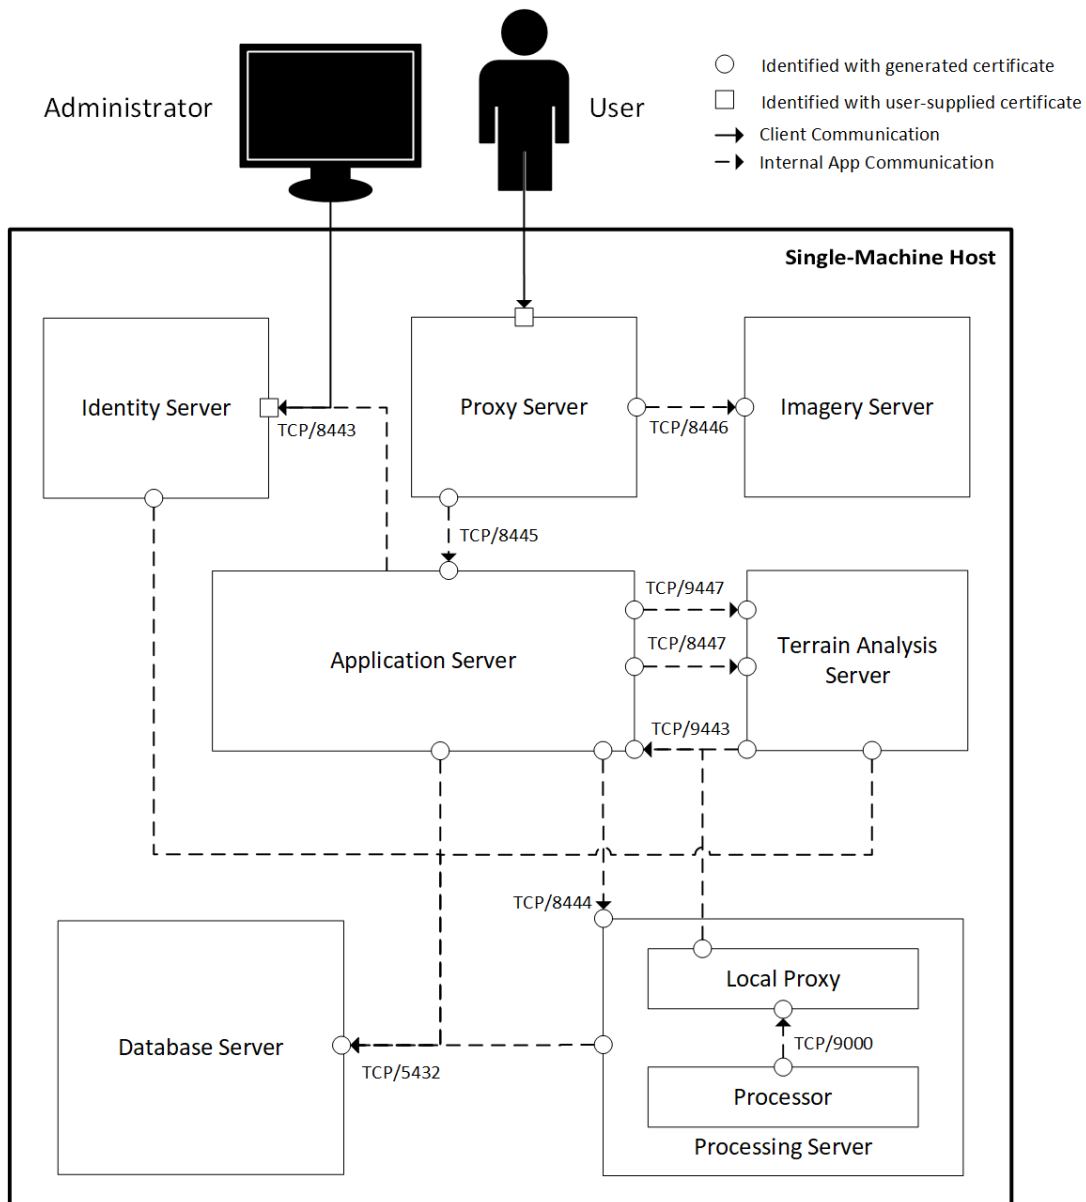 Administrator
User
Identified with generated certificate
Identified with user-supplied certificate
Client Communication
Internal App Communication
Single-Machine Host
Identity Server
Proxy Server
Imagery Server
TCP/8443
TCP/8446
TCP/8445
Application Server
TCP/9447
TCP/8447
TCP/9443
Terrain Analysis
Server
TCP/8444
Database Server
TCP/5432
Local Proxy
TCP/9000
Processor
Processing Server